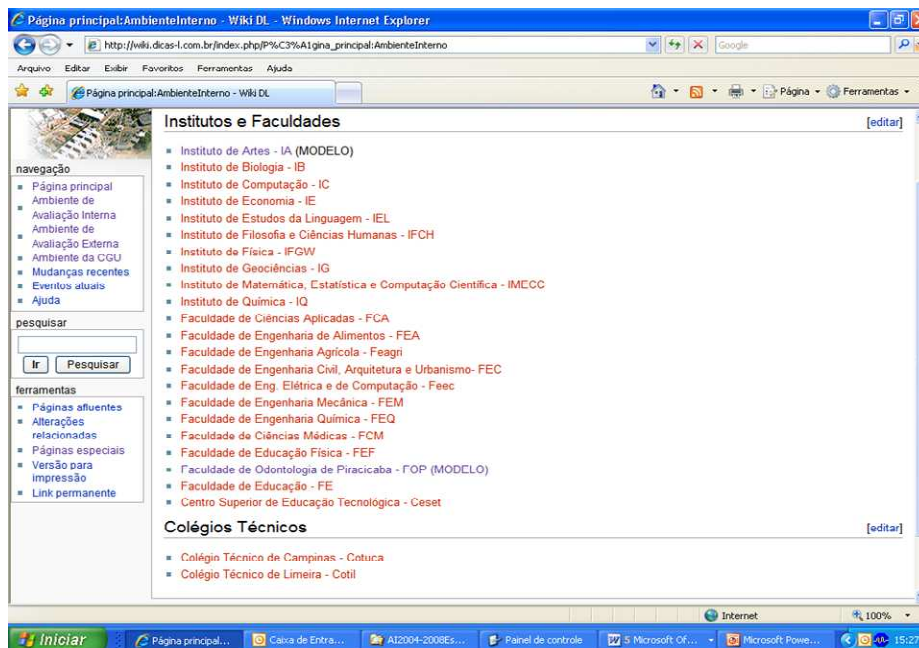 Página principal:AmbienteInterno - Wiki DL - Windows Internet Explorer
http://wiki.dicas-l.com.br/index.php/P%C3%A1gina_principal:AmbienteInterno
Google
Arquivo Editar Exibir Favoritos Ferramentas Ajuda
Página principal:AmbienteInterno - Wiki DL
Página Ferramentas
navegação
Página principal
Ambiente de
Avaliação Interna
Ambiente de
Avaliação Externa
Ambiente da CGU
Mudanças recentes
Eventos atuais
Ajuda
pesquisar
Ir Pesquisar
ferramentas
Páginas afluentes
Alterações
relacionadas
Páginas especiais
Versão para
impressão
Link permanente
Institutos e Faculdades [editar]
Instituto de Artes - IA (MODELO)
Instituto de Biologia - IB
Instituto de Computação - IC
Instituto de Economia - IE
Instituto de Estudos da Linguagem - IEL
Instituto de Filosofia e Ciências Humanas - IFCH
Instituto de Física - IFGW
Instituto de Geociências - IG
Instituto de Matemática, Estatística e Computação Científica - IMECC
Instituto de Química - IQ
Faculdade de Ciências Aplicadas - FCA
Faculdade de Engenharia de Alimentos - FEA
Faculdade de Engenharia Agrícola - Feagri
Faculdade de Engenharia Civil, Arquitetura e Urbanismo- FEC
Faculdade de Eng. Elétrica e de Computação - Feec
Faculdade de Engenharia Mecânica - FEM
Faculdade de Engenharia Química - FEQ
Faculdade de Ciências Médicas - FCM
Faculdade de Educação Física - FEF
Faculdade de Odontologia de Piracicaba - FOP (MODELO)
Faculdade de Educação - FE
Centro Superior de Educação Tecnológica - Ceset
Colégios Técnicos [editar]
Colégio Técnico de Campinas - Cotuca
Colégio Técnico de Limeira - Cotil
Internet 100%
Iniciar Página principal... Caixa de Entra... AI2004-2008Es... Painel de controle 5 Microsoft Of... Microsoft Powe... 15:27